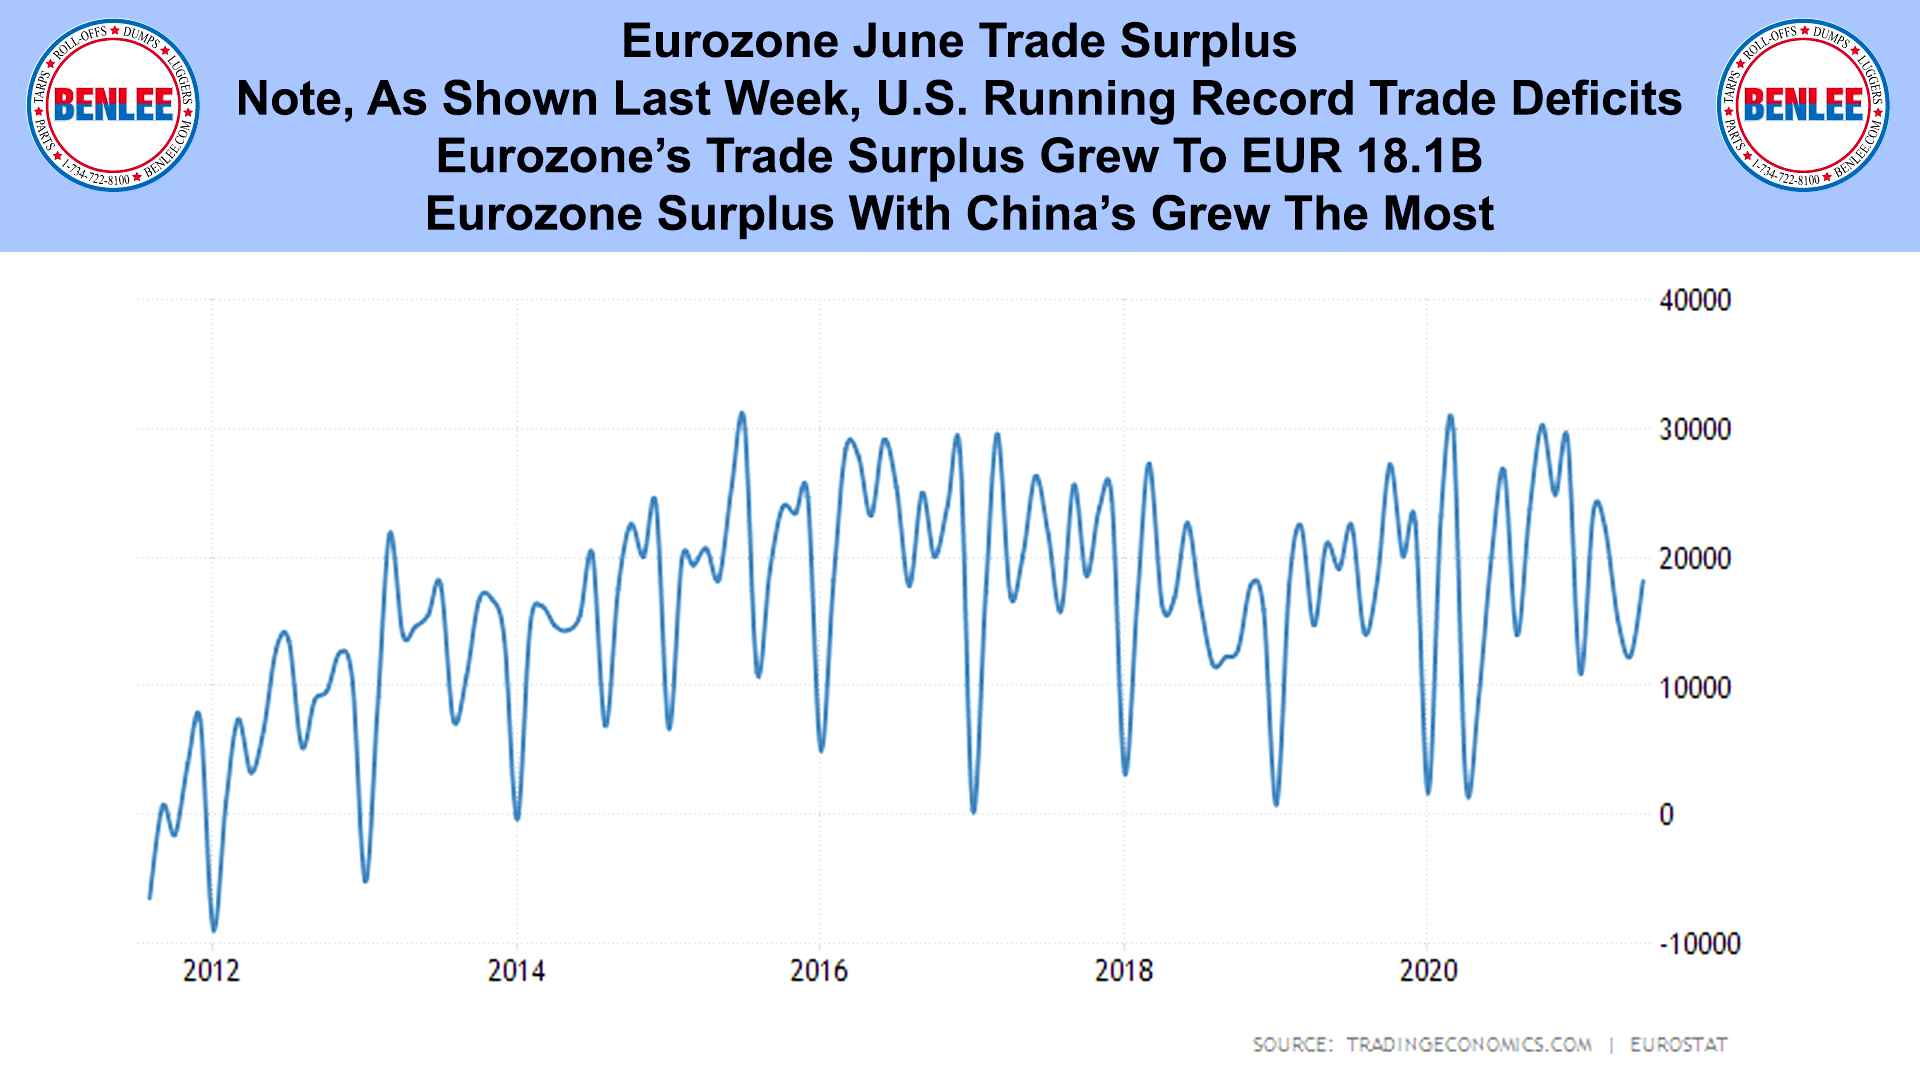 Eurozone June Trade Surplus
Note, As Shown Last Week, U.S. Running Record Trade Deficits
Eurozone’s Trade Surplus Grew To EUR 18.1B
Eurozone Surplus With China’s Grew The Most
TARPS ★ ROLL-OFFS ★ DUMPS ★ LUGGERS ★
BENLEE
PARTS ★ 1-734-722-8100 ★ BENLEE.COM ★
TARPS ★ ROLL-OFFS ★ DUMPS ★ LUGGERS ★
BENLEE
PARTS ★ 1-734-722-8100 ★ BENLEE.COM ★
40000
30000
20000
10000
0
-10000
2012 2014 2016 2018 2020
SOURCE: TRADINGECONOMICS.COM | EUROSTAT